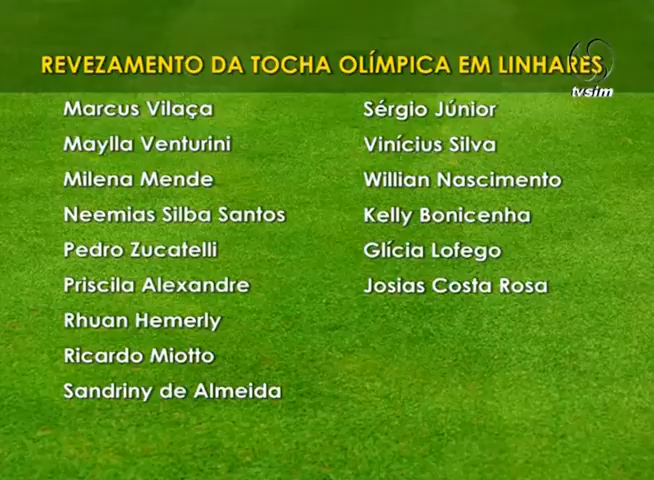 REVEZAMENTO DA TOCHA OLÍMPICA EM LINHARES
tvsim
Marcus Vilaça
Maylla Venturini
Milena Mende
Neemias Silba Santos
Pedro Zucatelli
Priscila Alexandre
Rhuan Hemerly
Ricardo Miotto
Sandriny de Almeida
Sérgio Júnior
Vinícius Silva
Willian Nascimento
Kelly Bonicenha
Glícia Lofego
Josias Costa Rosa